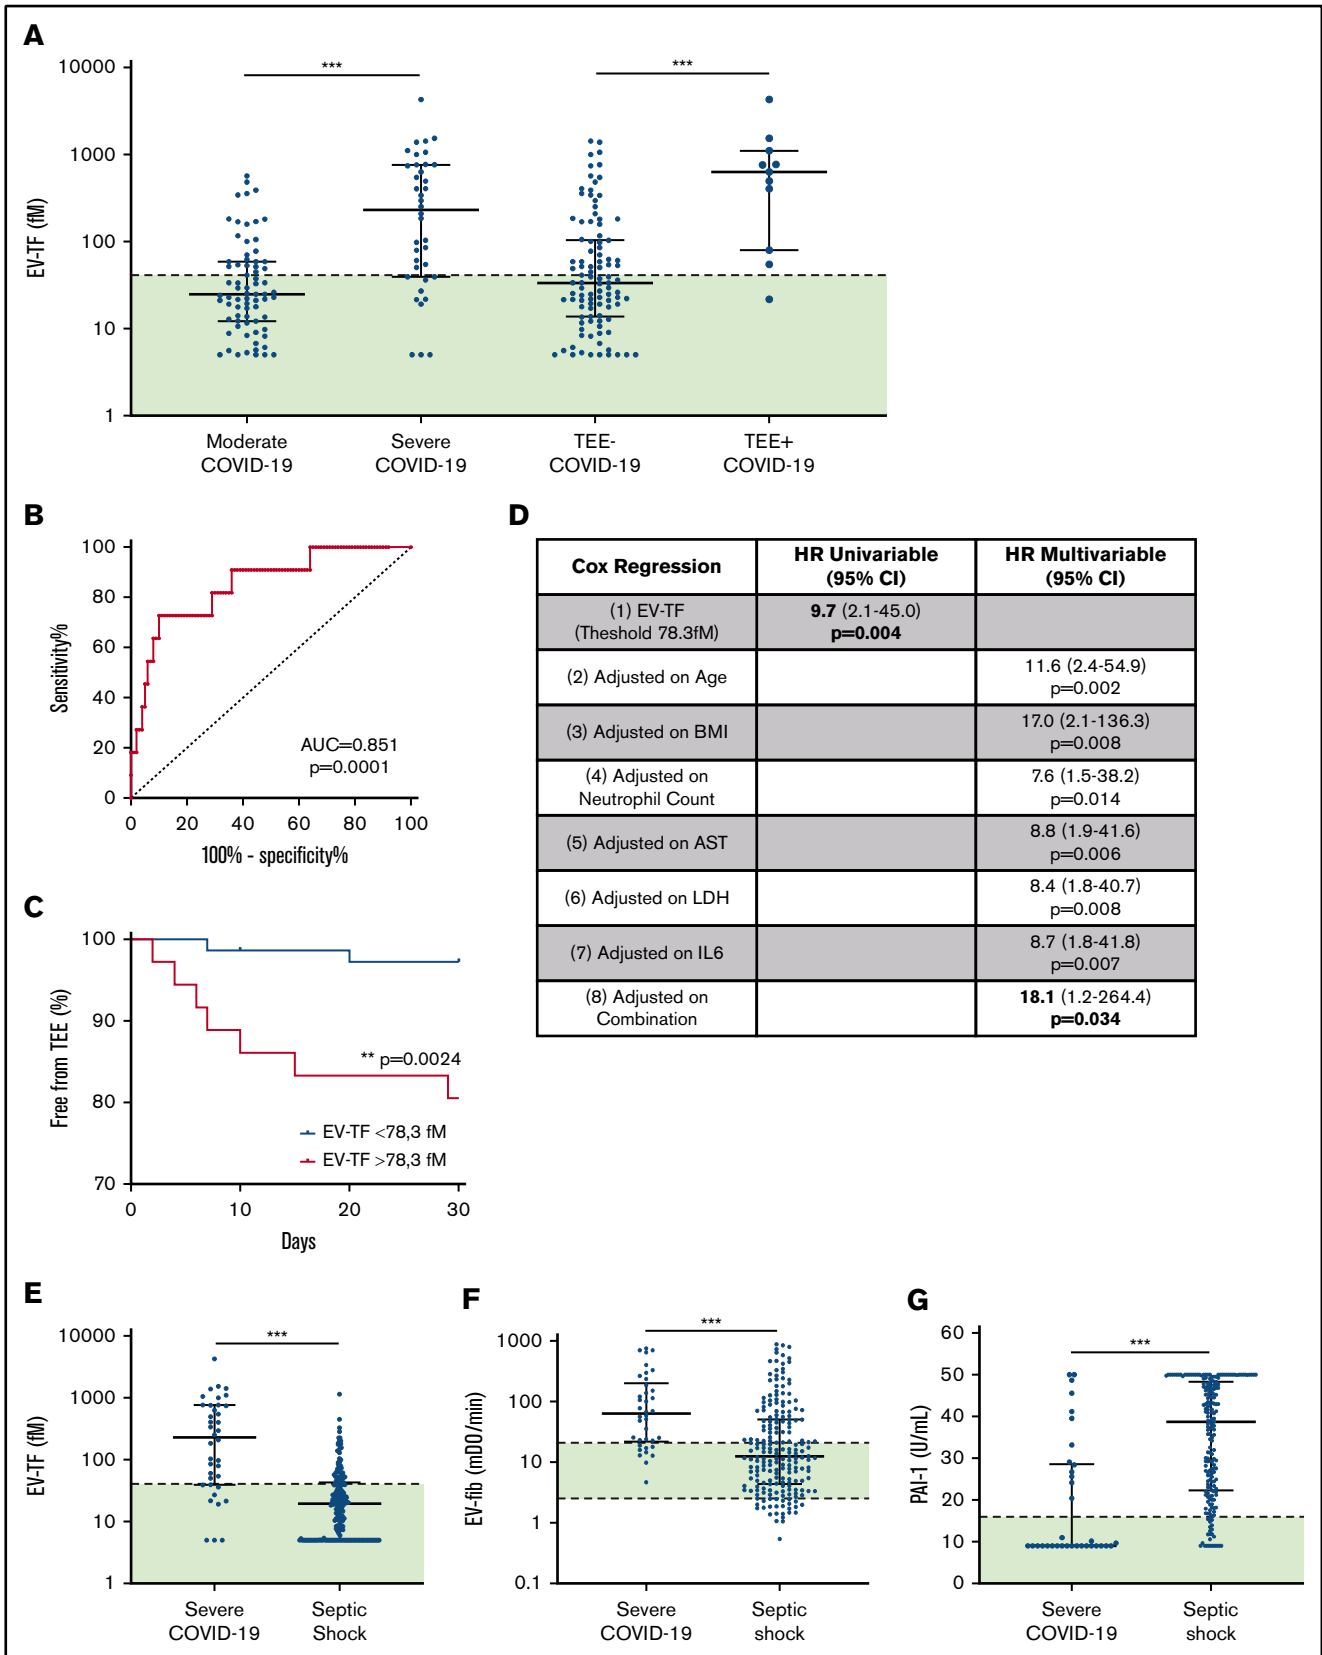 A
10000
1000
100
10
1
EV-TF (fM)
***
***
Moderate
COVID-19
Severe
COVID-19
TEE-
COVID-19
TEE+
COVID-19
B
100
80
60
40
20
0
Sensitivity%
AUC=0.851
p=0.0001
0 20 40 60 80 100
100% - specificity%
C
100
90
80
70
Free from TEE (%)
** p=0.0024
EV-TF <78,3 fM
EV-TF >78,3 fM
0 10 20 30
Days
D
Cox Regression
HR Univariable
(95% CI)
HR Multivariable
(95% CI)
(1) EV-TF
(Theshold 78.3fM)
9.7 (2.1-45.0)
p=0.004
(2) Adjusted on Age
11.6 (2.4-54.9)
p=0.002
(3) Adjusted on BMI
17.0 (2.1-136.3)
p=0.008
(4) Adjusted on
Neutrophil Count
7.6 (1.5-38.2)
p=0.014
(5) Adjusted on AST
8.8 (1.9-41.6)
p=0.006
(6) Adjusted on LDH
8.4 (1.8-40.7)
p=0.008
(7) Adjusted on IL6
8.7 (1.8-41.8)
p=0.007
(8) Adjusted on
Combination
18.1 (1.2-264.4)
p=0.034
E
10000
1000
100
10
1
EV-TF (fM)
***
Severe
COVID-19
Septic
Shock
F
1000
100
10
1
0.1
EV-fib (mDO/min)
***
Severe
COVID-19
Septic
shock
G
60
50
40
30
20
10
0
PAI-1 (U/mL)
***
Severe
COVID-19
Septic
shock